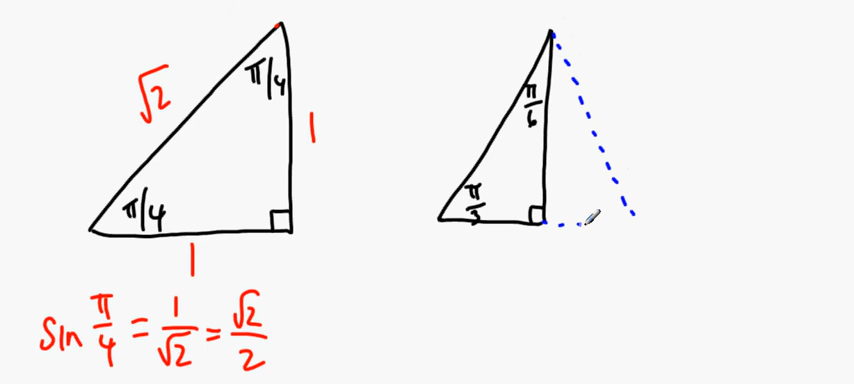 π/4
√2
1
π/4
1
sin π/4 = 1/√2 = √2/2
π/6
π/3